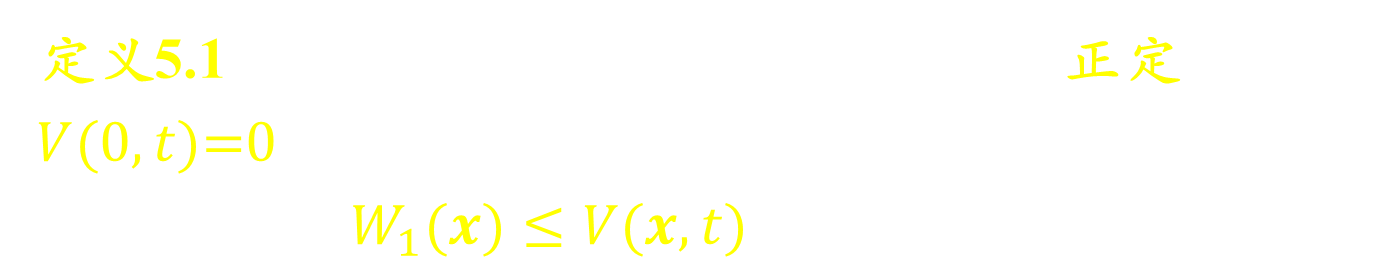 定义5.1 正定
V(0, t)=0
W₁(x) ≤ V(x, t)